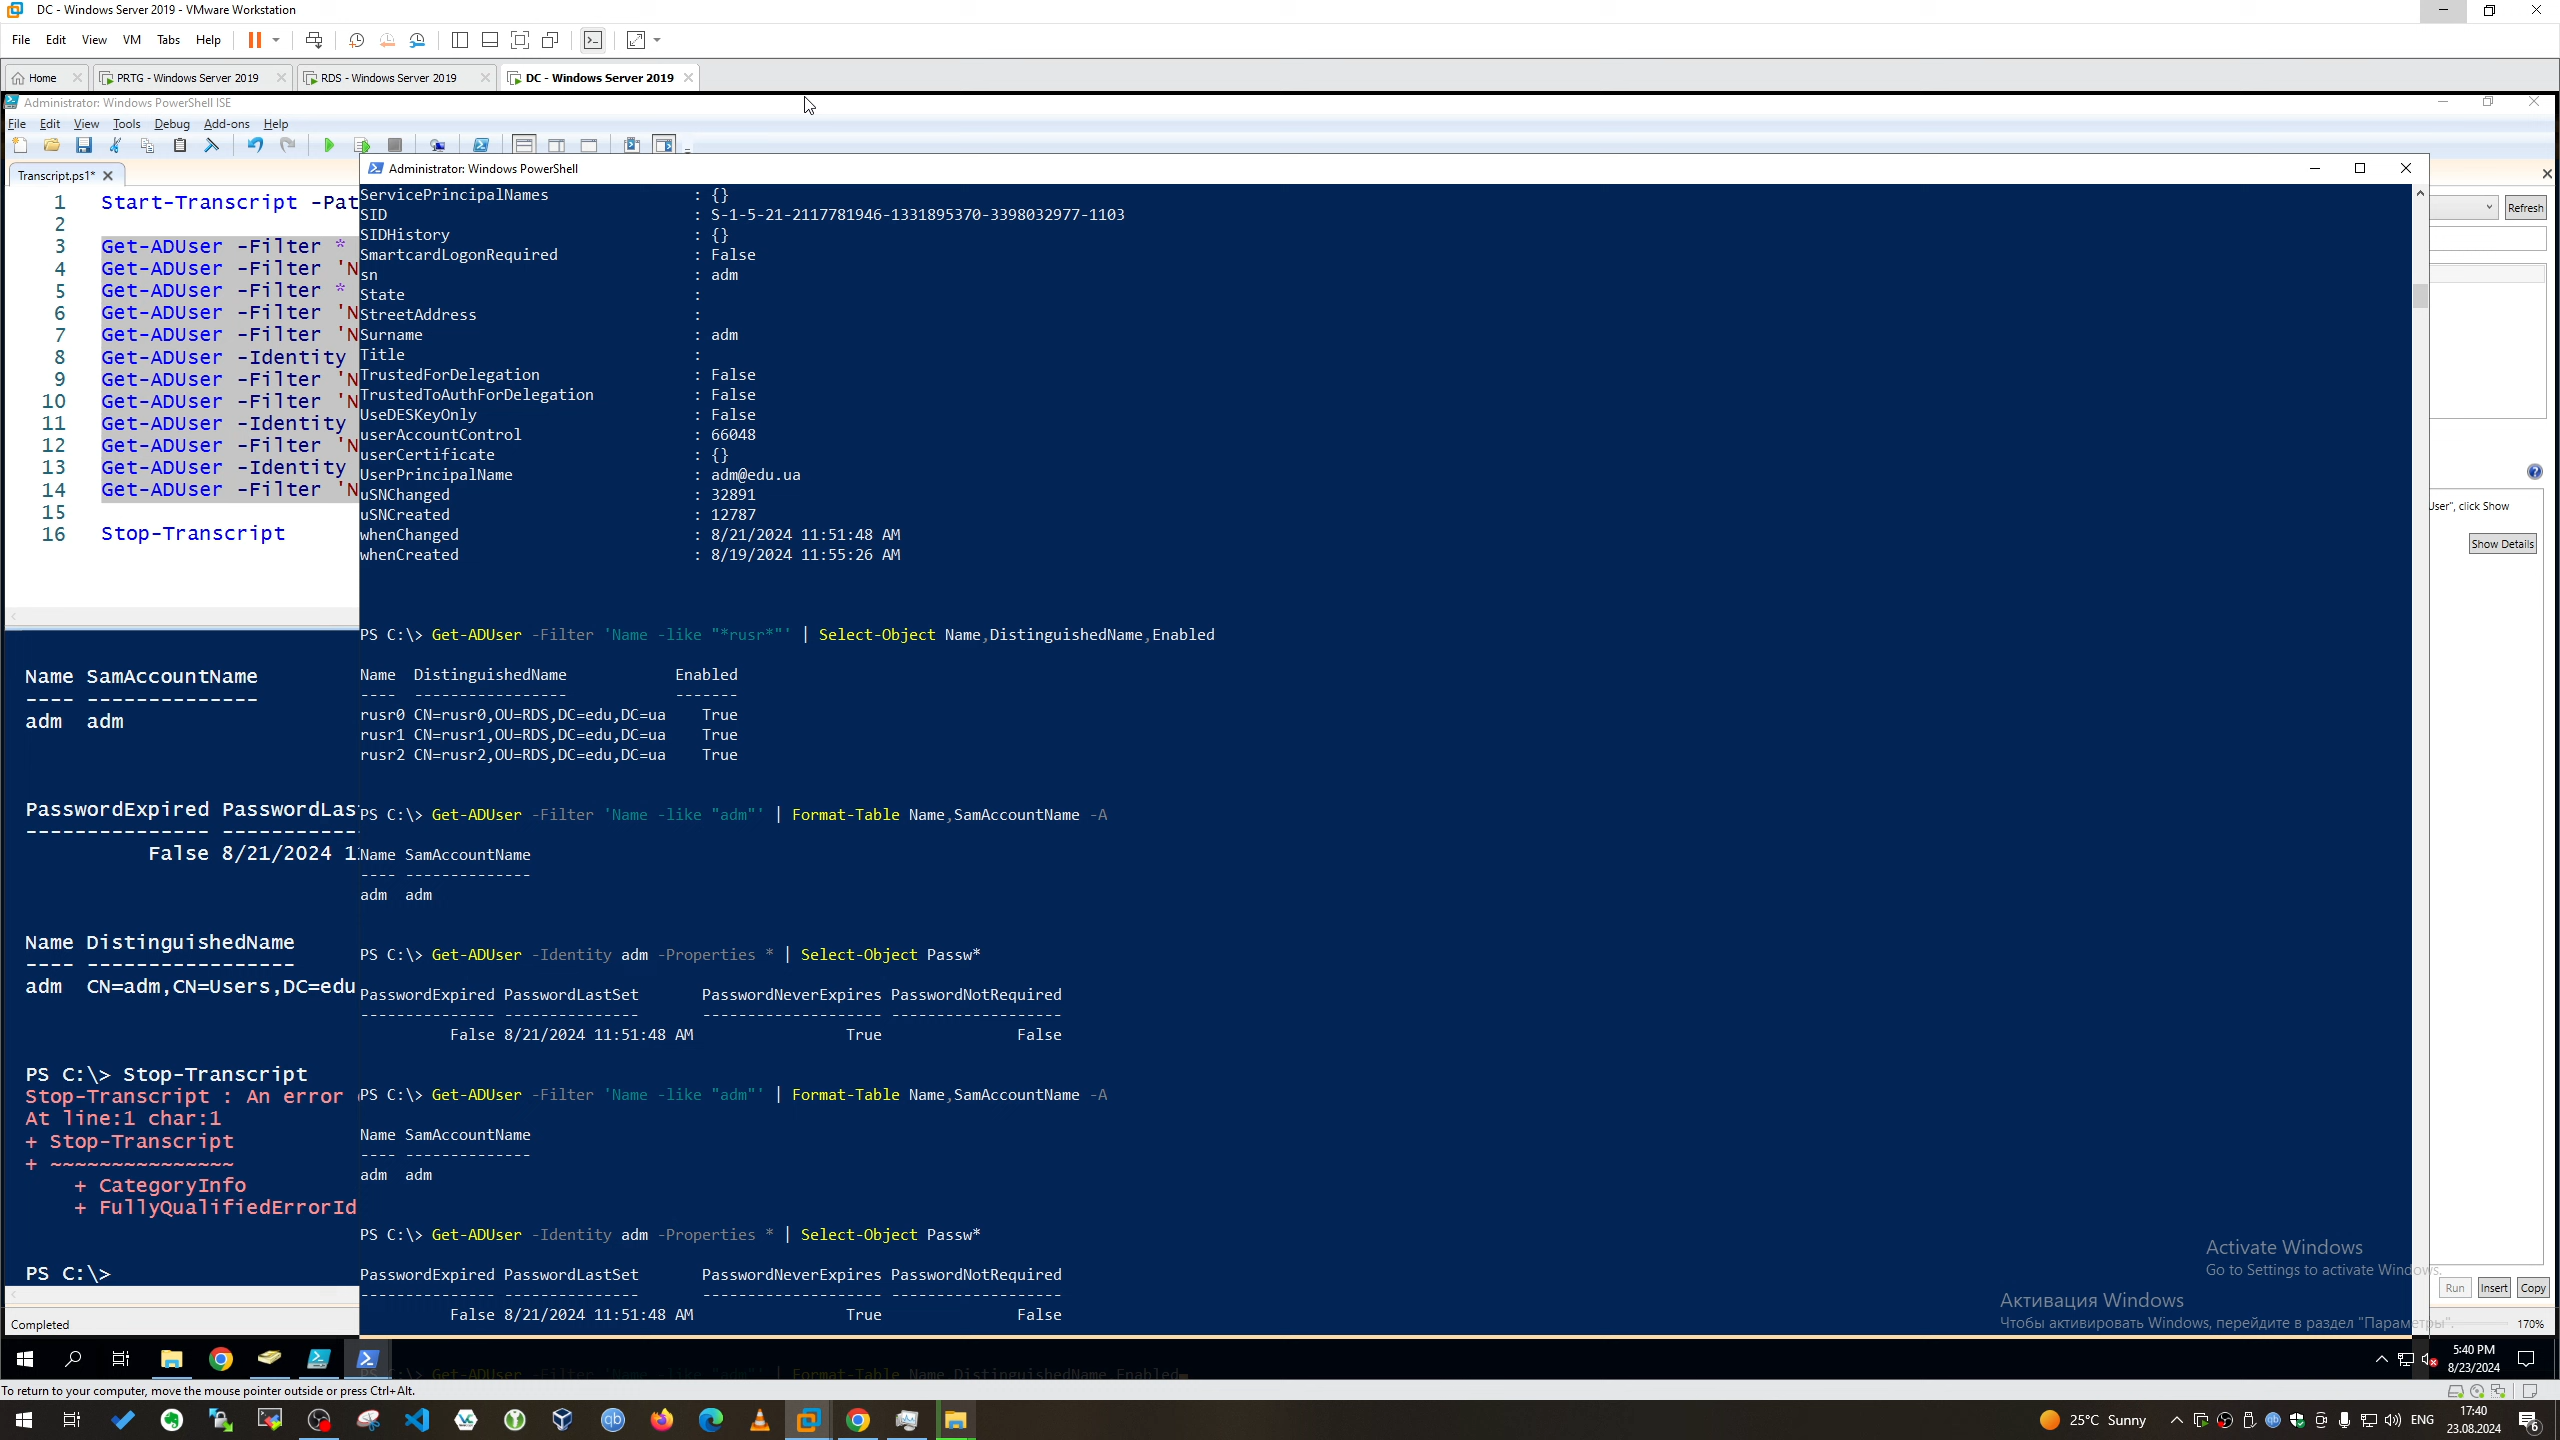 DC - Windows Server 2019 - VMware Workstation
File Edit View VM Tabs Help
Home PRTG - Windows Server 2019 RDS - Windows Server 2019 DC - Windows Server 2019
Administrator: Windows PowerShell ISE
File Edit View Tools Debug Add-ons Help
Transcript.ps1*
1 Start-Transcript -Pat
2
3 Get-ADUser -Filter *
4 Get-ADUser -Filter 'N
5 Get-ADUser -Filter *
6 Get-ADUser -Filter 'N
7 Get-ADUser -Filter 'N
8 Get-ADUser -Identity
9 Get-ADUser -Filter 'N
10 Get-ADUser -Filter 'N
11 Get-ADUser -Identity
12 Get-ADUser -Filter 'N
13 Get-ADUser -Identity
14 Get-ADUser -Filter 'N
15
16 Stop-Transcript
Name SamAccountName
---- --------------
adm adm
PasswordExpired PasswordLas
--------------- -----------
False 8/21/2024 1
Name DistinguishedName
---- -----------------
adm CN=adm,CN=Users,DC=edu
PS C:\> Stop-Transcript
Stop-Transcript : An error
At line:1 char:1
+ Stop-Transcript
+ ~~~~~~~~~~~~~~~
+ CategoryInfo
+ FullyQualifiedErrorId
PS C:\>
Completed
Administrator: Windows PowerShell
ServicePrincipalNames : {}
SID : S-1-5-21-2117781946-1331895370-3398032977-1103
SIDHistory : {}
SmartcardLogonRequired : False
sn : adm
State :
StreetAddress :
Surname : adm
Title :
TrustedForDelegation : False
TrustedToAuthForDelegation : False
UseDESKeyOnly : False
userAccountControl : 66048
userCertificate : {}
UserPrincipalName : adm@edu.ua
uSNChanged : 32891
uSNCreated : 12787
whenChanged : 8/21/2024 11:51:48 AM
whenCreated : 8/19/2024 11:55:26 AM
PS C:\> Get-ADUser -Filter 'Name -like "*rusr*"' | Select-Object Name,DistinguishedName,Enabled
Name DistinguishedName Enabled
---- ----------------- -------
rusr0 CN=rusr0,OU=RDS,DC=edu,DC=ua True
rusr1 CN=rusr1,OU=RDS,DC=edu,DC=ua True
rusr2 CN=rusr2,OU=RDS,DC=edu,DC=ua True
PS C:\> Get-ADUser -Filter 'Name -like "adm"' | Format-Table Name,SamAccountName -A
Name SamAccountName
---- --------------
adm adm
PS C:\> Get-ADUser -Identity adm -Properties * | Select-Object Passw*
PasswordExpired PasswordLastSet PasswordNeverExpires PasswordNotRequired
--------------- --------------- -------------------- -------------------
False 8/21/2024 11:51:48 AM True False
PS C:\> Get-ADUser -Filter 'Name -like "adm"' | Format-Table Name,SamAccountName -A
Name SamAccountName
---- --------------
adm adm
PS C:\> Get-ADUser -Identity adm -Properties * | Select-Object Passw*
PasswordExpired PasswordLastSet PasswordNeverExpires PasswordNotRequired
--------------- --------------- -------------------- -------------------
False 8/21/2024 11:51:48 AM True False
PS C:\> Get-ADUser -Filter 'Name -like "adm"' | Format-Table Name,DistinguishedName,Enabled
Refresh
User", click Show
Show Details
Run Insert Copy
170%
Activate Windows
Go to Settings to activate Windows.
Активация Windows
Чтобы активировать Windows, перейдите в раздел "Параметры".
5:40 PM
8/23/2024
To return to your computer, move the mouse pointer outside or press Ctrl+Alt.
25°C Sunny
ENG
17:40
23.08.2024
6